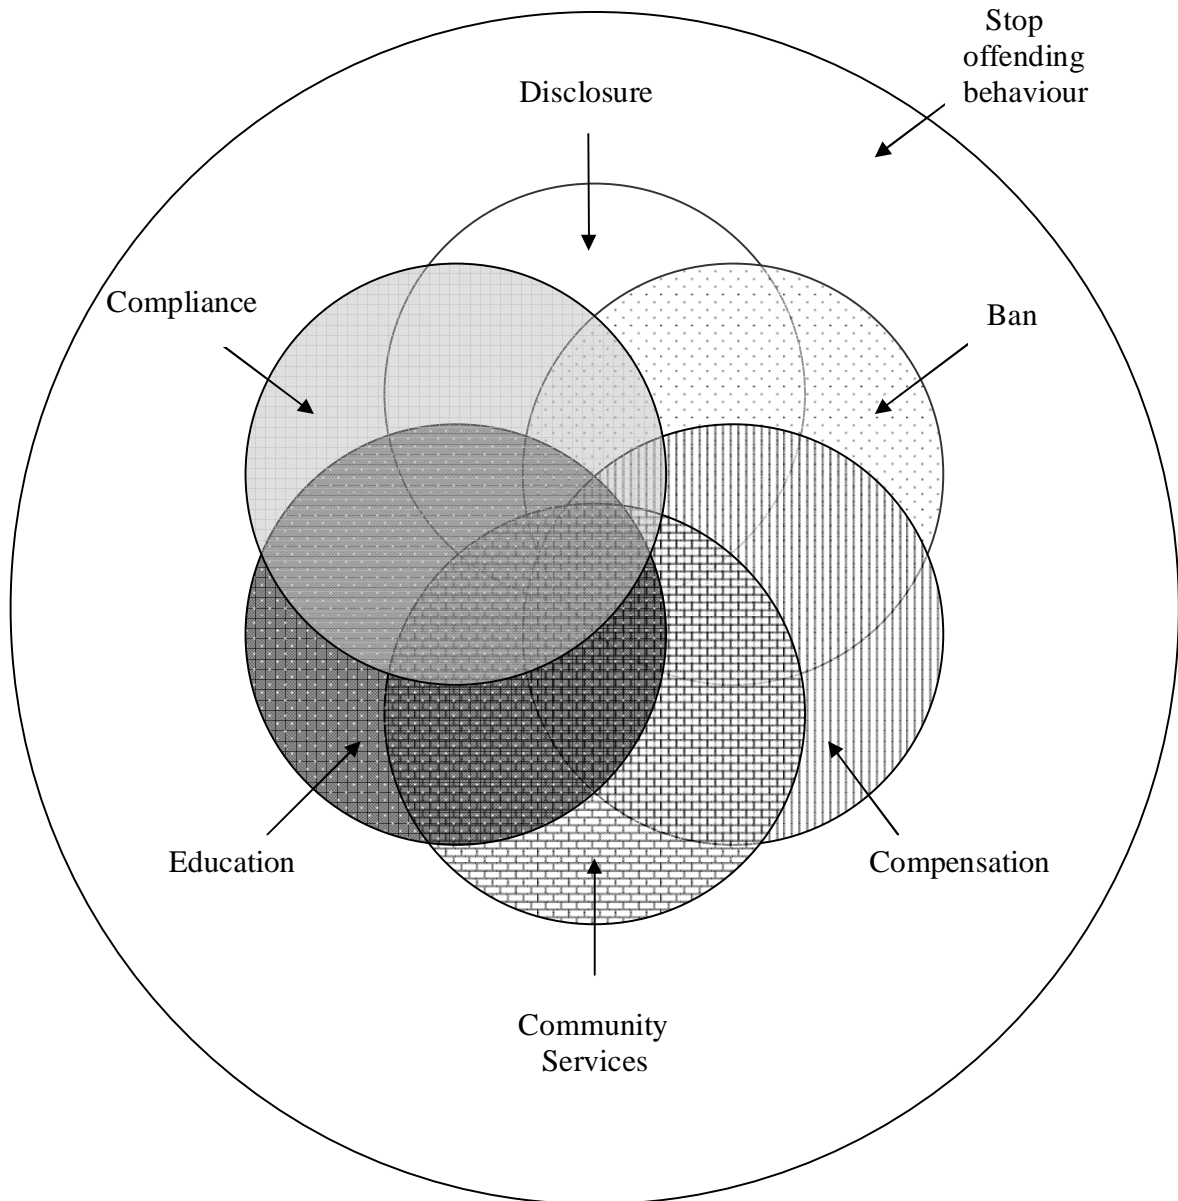 Stop
offending
behaviour
Disclosure
Compliance
Ban
Education
Compensation
Community
Services